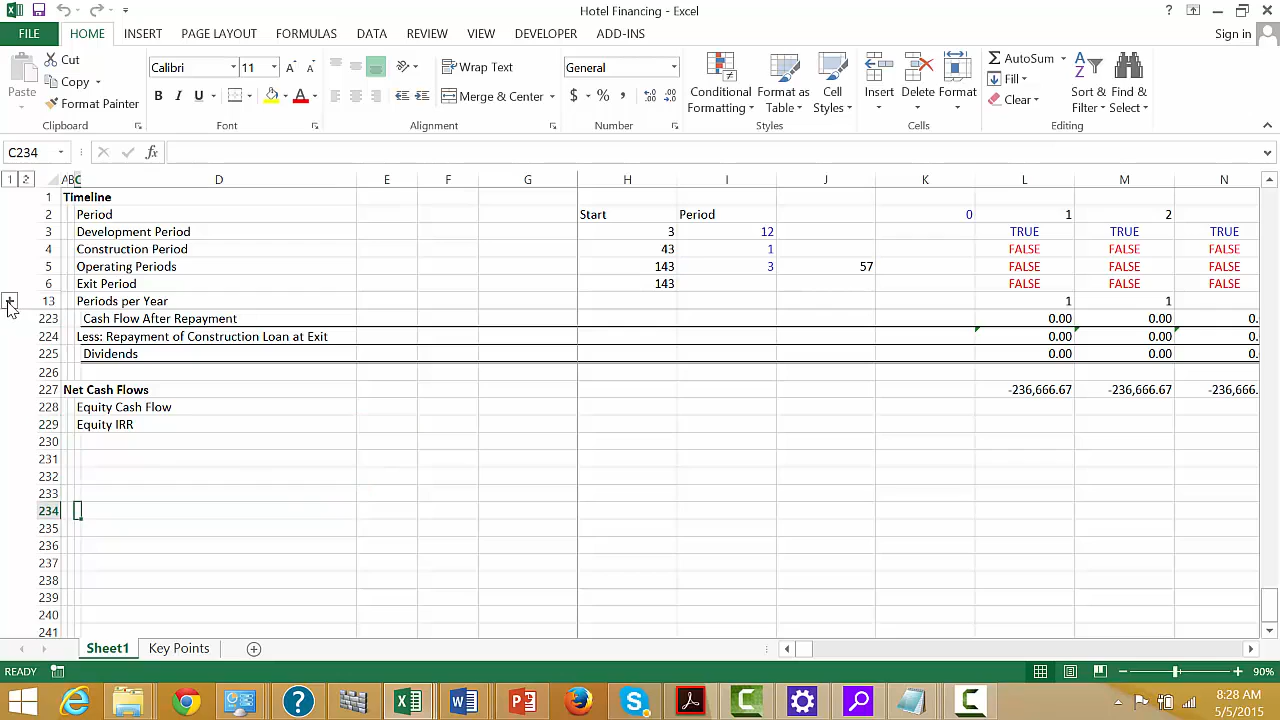 Hotel Financing - Excel
FILE HOME INSERT PAGE LAYOUT FORMULAS DATA REVIEW VIEW DEVELOPER ADD-INS Sign in
Paste Cut Copy Format Painter Clipboard
Calibri 11 B I U A Font
Wrap Text Merge & Center Alignment
General $ % , Number
Conditional Formatting Format as Table Cell Styles Styles
Insert Delete Format Cells
AutoSum Fill Clear Sort & Filter Find & Select Editing
C234 fx
1 2 A B C D E F G H I J K L M N
1 Timeline
2 Period Start Period 0 1 2
3 Development Period 3 12 TRUE TRUE TRUE
4 Construction Period 43 1 FALSE FALSE FALSE
5 Operating Periods 143 3 57 FALSE FALSE FALSE
6 Exit Period 143 FALSE FALSE FALSE
13 Periods per Year 1 1
223 Cash Flow After Repayment 0.00 0.00 0.
224 Less: Repayment of Construction Loan at Exit 0.00 0.00 0.
225 Dividends 0.00 0.00 0.
226
227 Net Cash Flows -236,666.67 -236,666.67 -236,666.
228 Equity Cash Flow
229 Equity IRR
230
231
232
233
234
235
236
237
238
239
240
241
Sheet1 Key Points
READY 90%
8:28 AM
5/5/2015